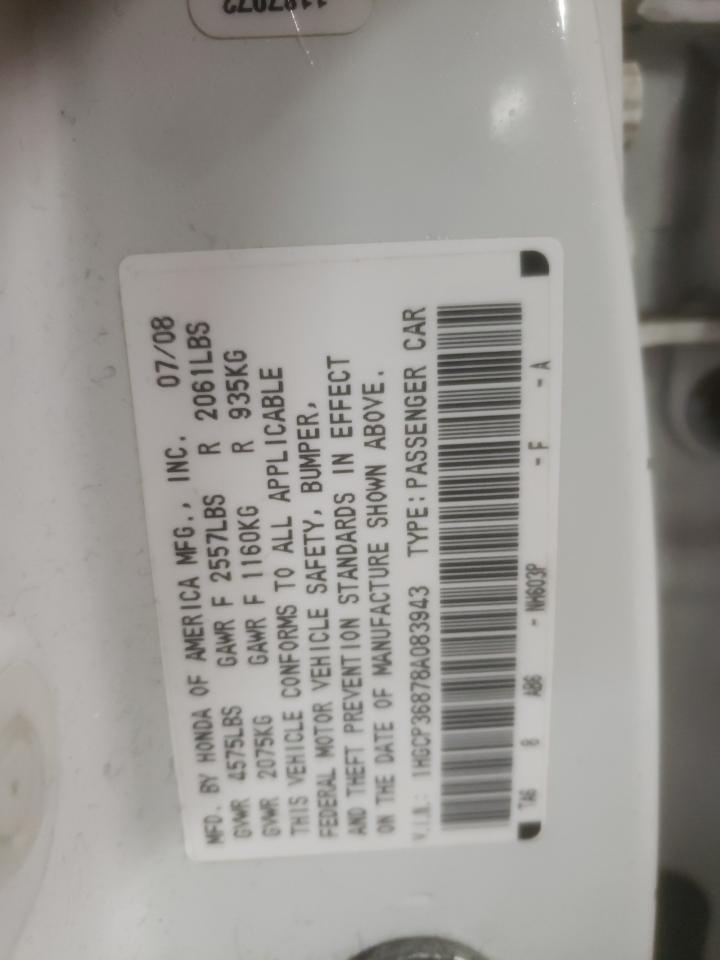 1187072
MFD. BY HONDA OF AMERICA MFG., INC. 07/08
GVWR 4575LBS GAWR F 2557LBS R 2061LBS
GVWR 2075KG GAWR F 1160KG R 935KG
THIS VEHICLE CONFORMS TO ALL APPLICABLE
FEDERAL MOTOR VEHICLE SAFETY, BUMPER,
AND THEFT PREVENTION STANDARDS IN EFFECT
ON THE DATE OF MANUFACTURE SHOWN ABOVE.
V.I.N.: 1HGCP36878A083943 TYPE:PASSENGER CAR
TA6 8 AB6 - NH603P - F - A